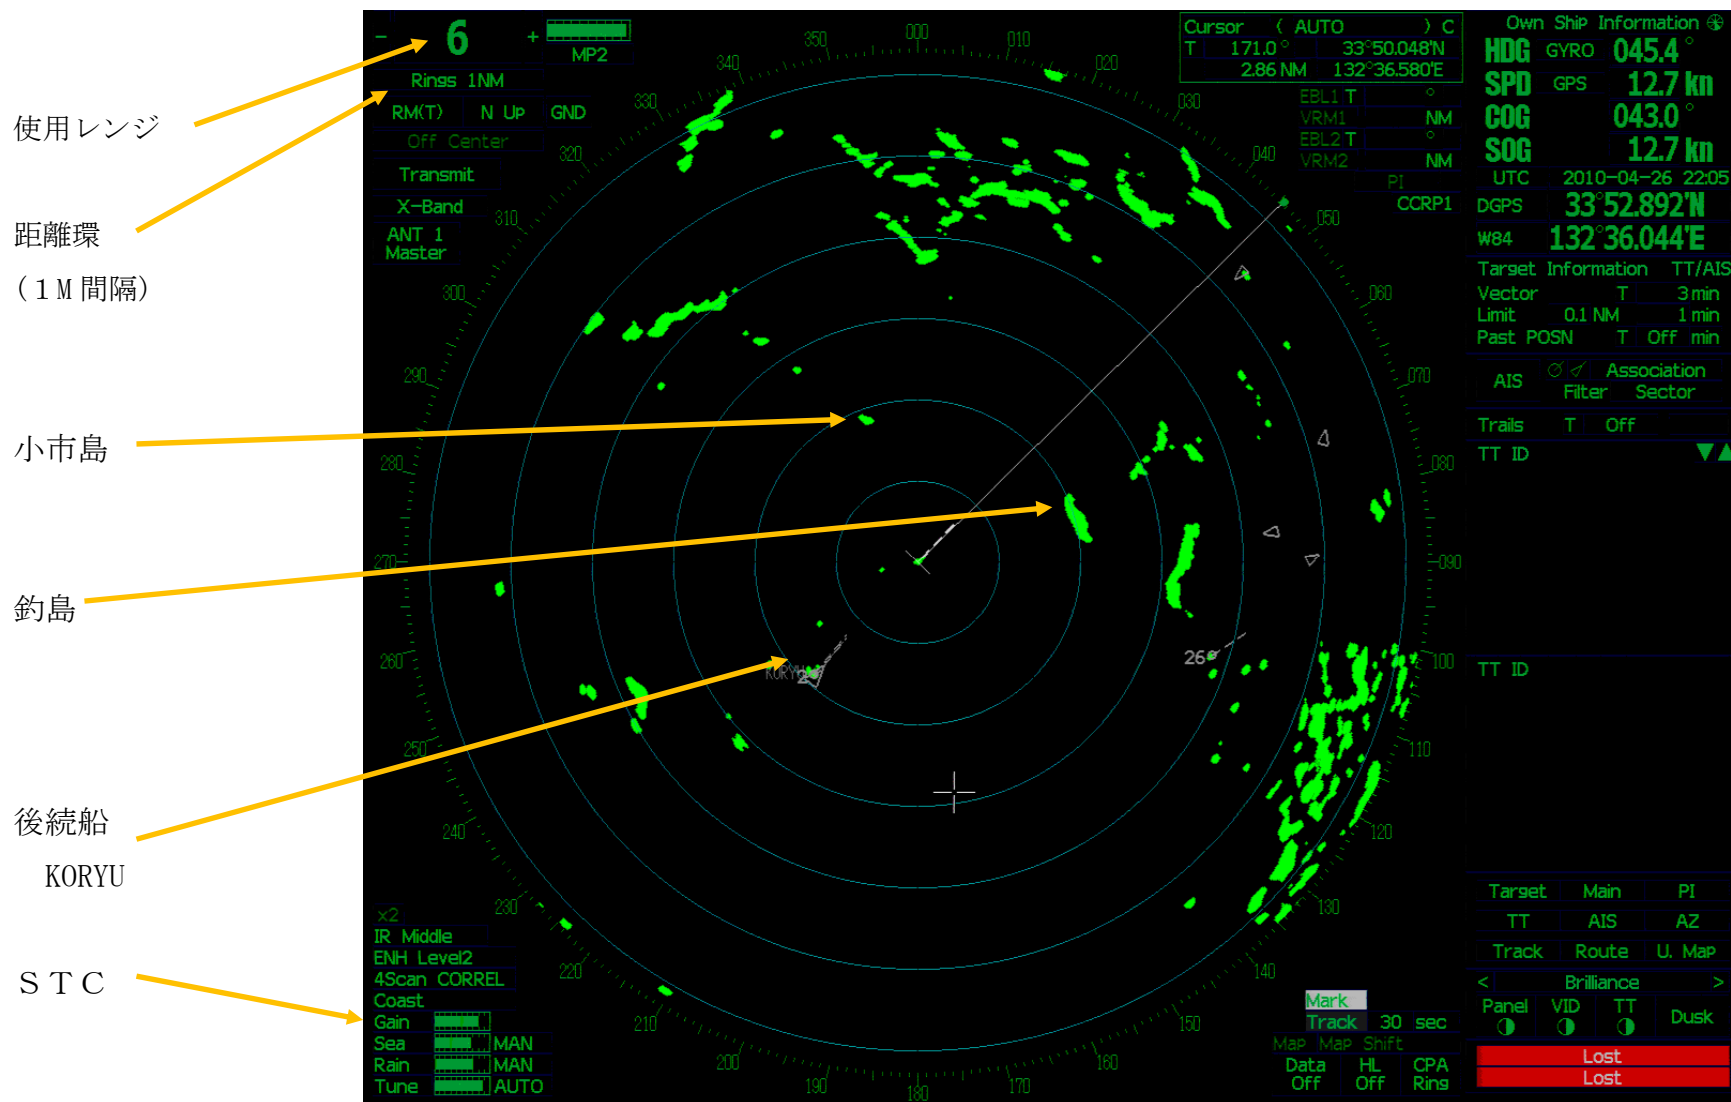 使用レンジ
距離環
(１M間隔)
小市島
釣島
後続船
KORYU
ＳＴＣ
− 6 +
MP2
Rings 1NM
RM(T) N Up GND
Off Center
Transmit
X-Band
ANT 1
Master
000
010
020
030
040
050
060
070
080
090
100
110
120
130
140
150
160
170
180
190
200
210
220
230
240
250
260
270
280
290
300
310
320
330
340
350
KORYU
26
Cursor ( AUTO ) C
T 171.0° 33°50.048'N
2.86 NM 132°36.580'E
EBL1 T °
VRM1 NM
EBL2 T °
VRM2 NM
PI
CCRP1
x2
IR Middle
ENH Level2
4Scan CORREL
Coast
Gain
Sea MAN
Rain MAN
Tune AUTO
Mark
Track 30 sec
Map Map Shift
Data HL CPA
Off Off Ring
Own Ship Information
HDG GYRO 045.4°
SPD GPS 12.7 kn
COG 043.0°
SOG 12.7 kn
UTC 2010-04-26 22:05
DGPS 33°52.892'N
W84 132°36.044'E
Target Information TT/AIS
Vector T 3 min
Limit 0.1 NM 1 min
Past POSN T Off min
AIS Association
Filter Sector
Trails T Off
TT ID ▼▲
TT ID
Target Main PI
TT AIS AZ
Track Route U. Map
< Brilliance >
Panel VID TT Dusk
Lost
Lost